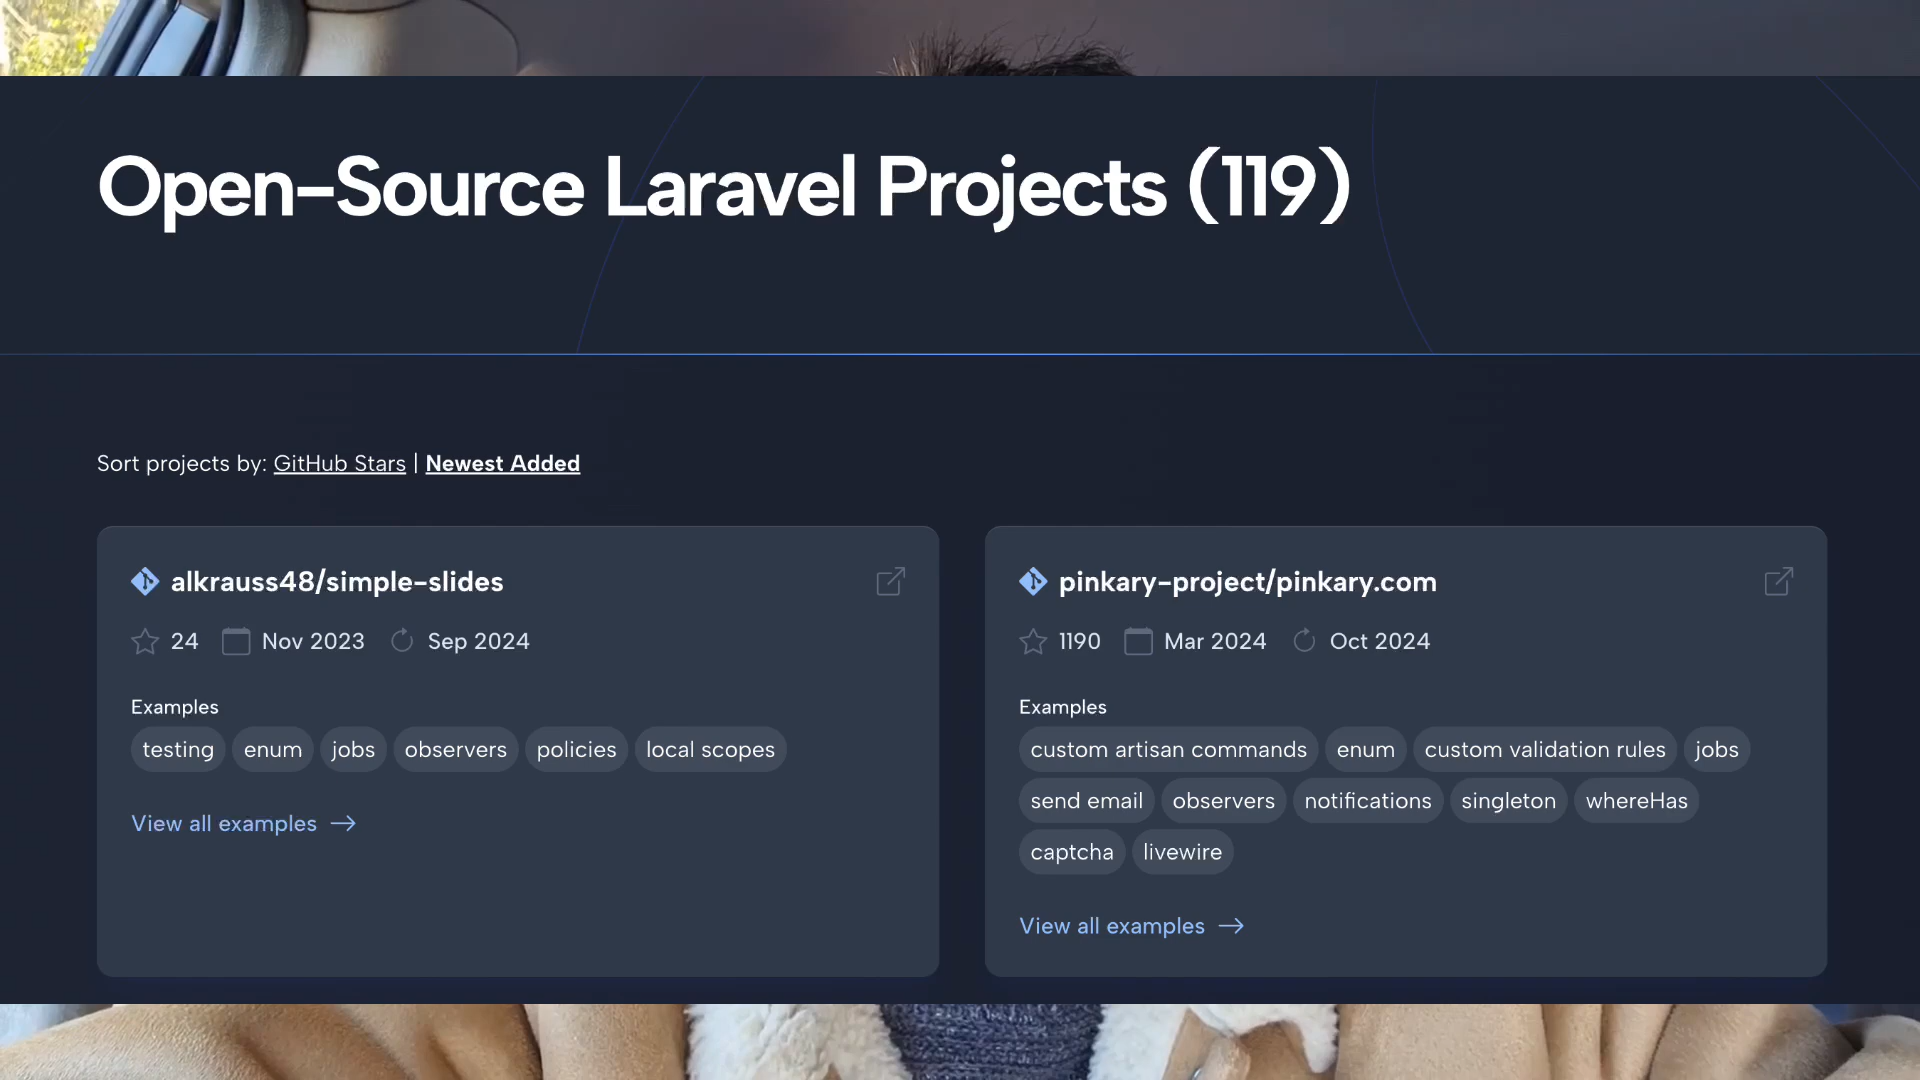 Open-Source Laravel Projects (119)
Sort projects by: GitHub Stars | Newest Added
alkrauss48/simple-slides
24 Nov 2023 Sep 2024
Examples
testing enum jobs observers policies local scopes
View all examples →
pinkary-project/pinkary.com
1190 Mar 2024 Oct 2024
Examples
custom artisan commands enum custom validation rules jobs
send email observers notifications singleton whereHas
captcha livewire
View all examples →